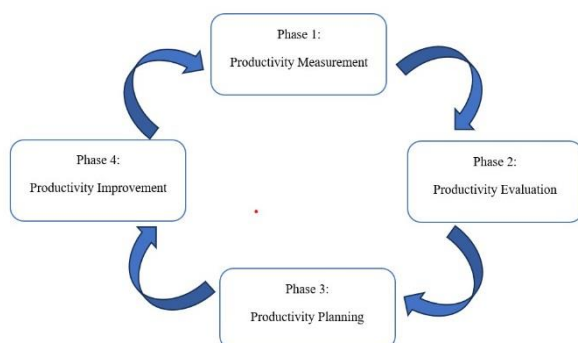 Phase 1:
Productivity Measurement
Phase 2:
Productivity Evaluation
Phase 3:
Productivity Planning
Phase 4:
Productivity Improvement